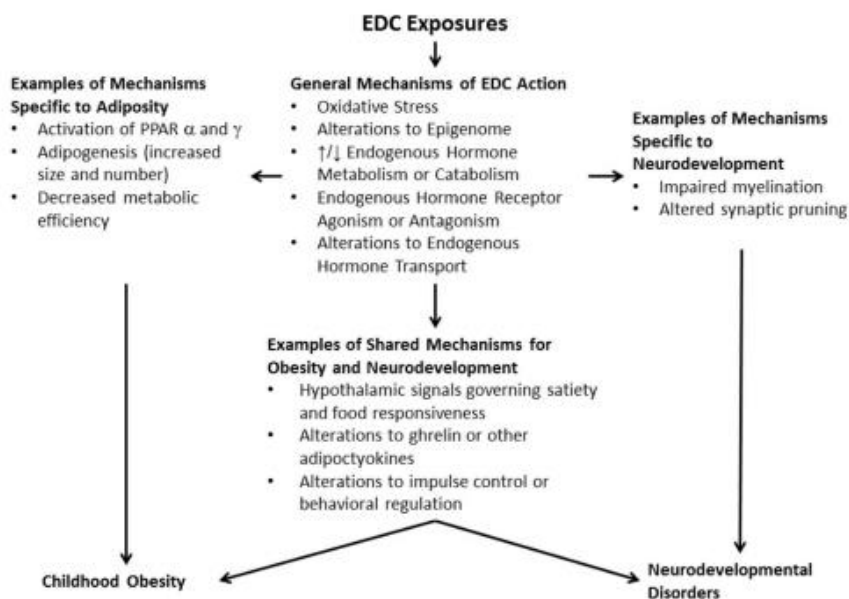 EDC Exposures
Examples of Mechanisms
Specific to Adiposity
• Activation of PPAR α and γ
• Adipogenesis (increased
size and number)
• Decreased metabolic
efficiency
General Mechanisms of EDC Action
• Oxidative Stress
• Alterations to Epigenome
• ↑/↓ Endogenous Hormone
Metabolism or Catabolism
• Endogenous Hormone Receptor
Agonism or Antagonism
• Alterations to Endogenous
Hormone Transport
Examples of Mechanisms
Specific to
Neurodevelopment
• Impaired myelination
• Altered synaptic pruning
Examples of Shared Mechanisms for
Obesity and Neurodevelopment
• Hypothalamic signals governing satiety
and food responsiveness
• Alterations to ghrelin or other
adipoctyokines
• Alterations to impulse control or
behavioral regulation
Childhood Obesity
Neurodevelopmental
Disorders